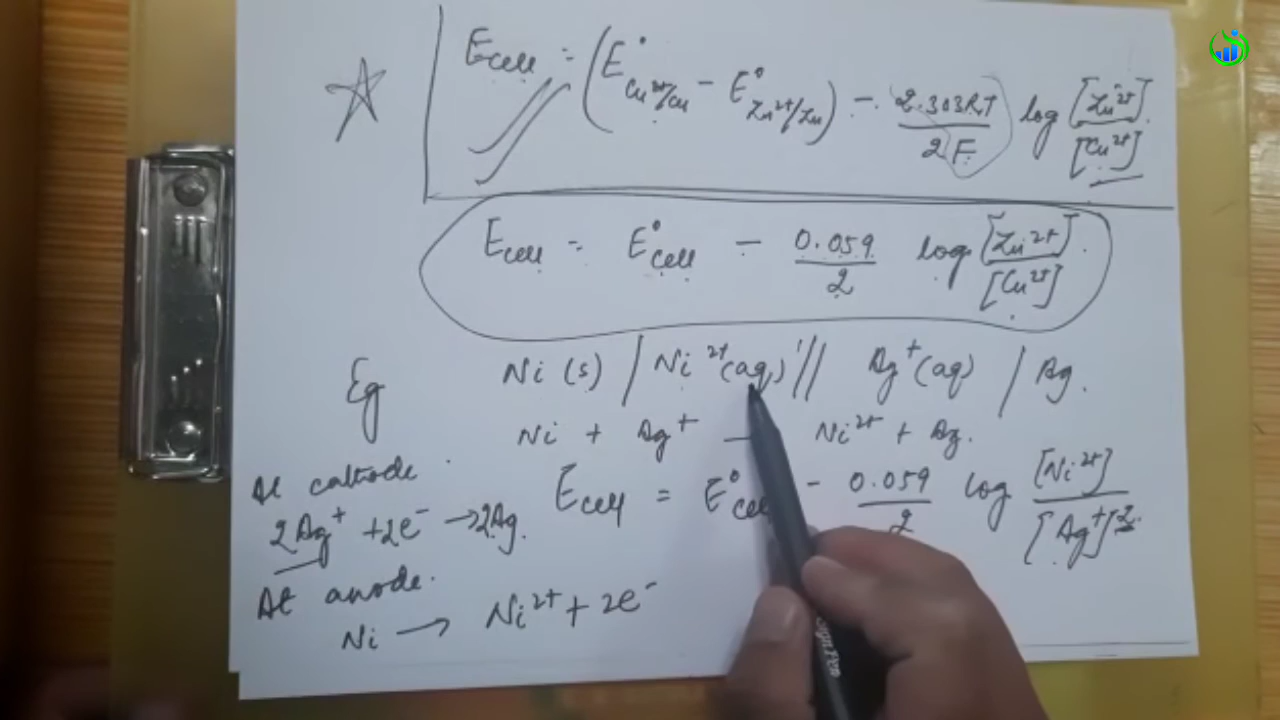 Ecell = (E°Cu²⁺/Cu - E°Zn²⁺/Zn) - 2.303RT/2F log [Zn²⁺]/[Cu²⁺]
Ecell = E°cell - 0.059/2 log [Zn²⁺]/[Cu²⁺]
Eg Ni (s) / Ni²⁺(aq) // Ag⁺(aq) / Ag.
Ni + Ag⁺ — Ni²⁺ + Ag.
At cathode
Ecell = E°cell - 0.059/2 log [Ni²⁺]/[Ag⁺]²
2Ag⁺ + 2e⁻ → 2Ag.
At anode.
Ni → Ni²⁺ + 2e⁻